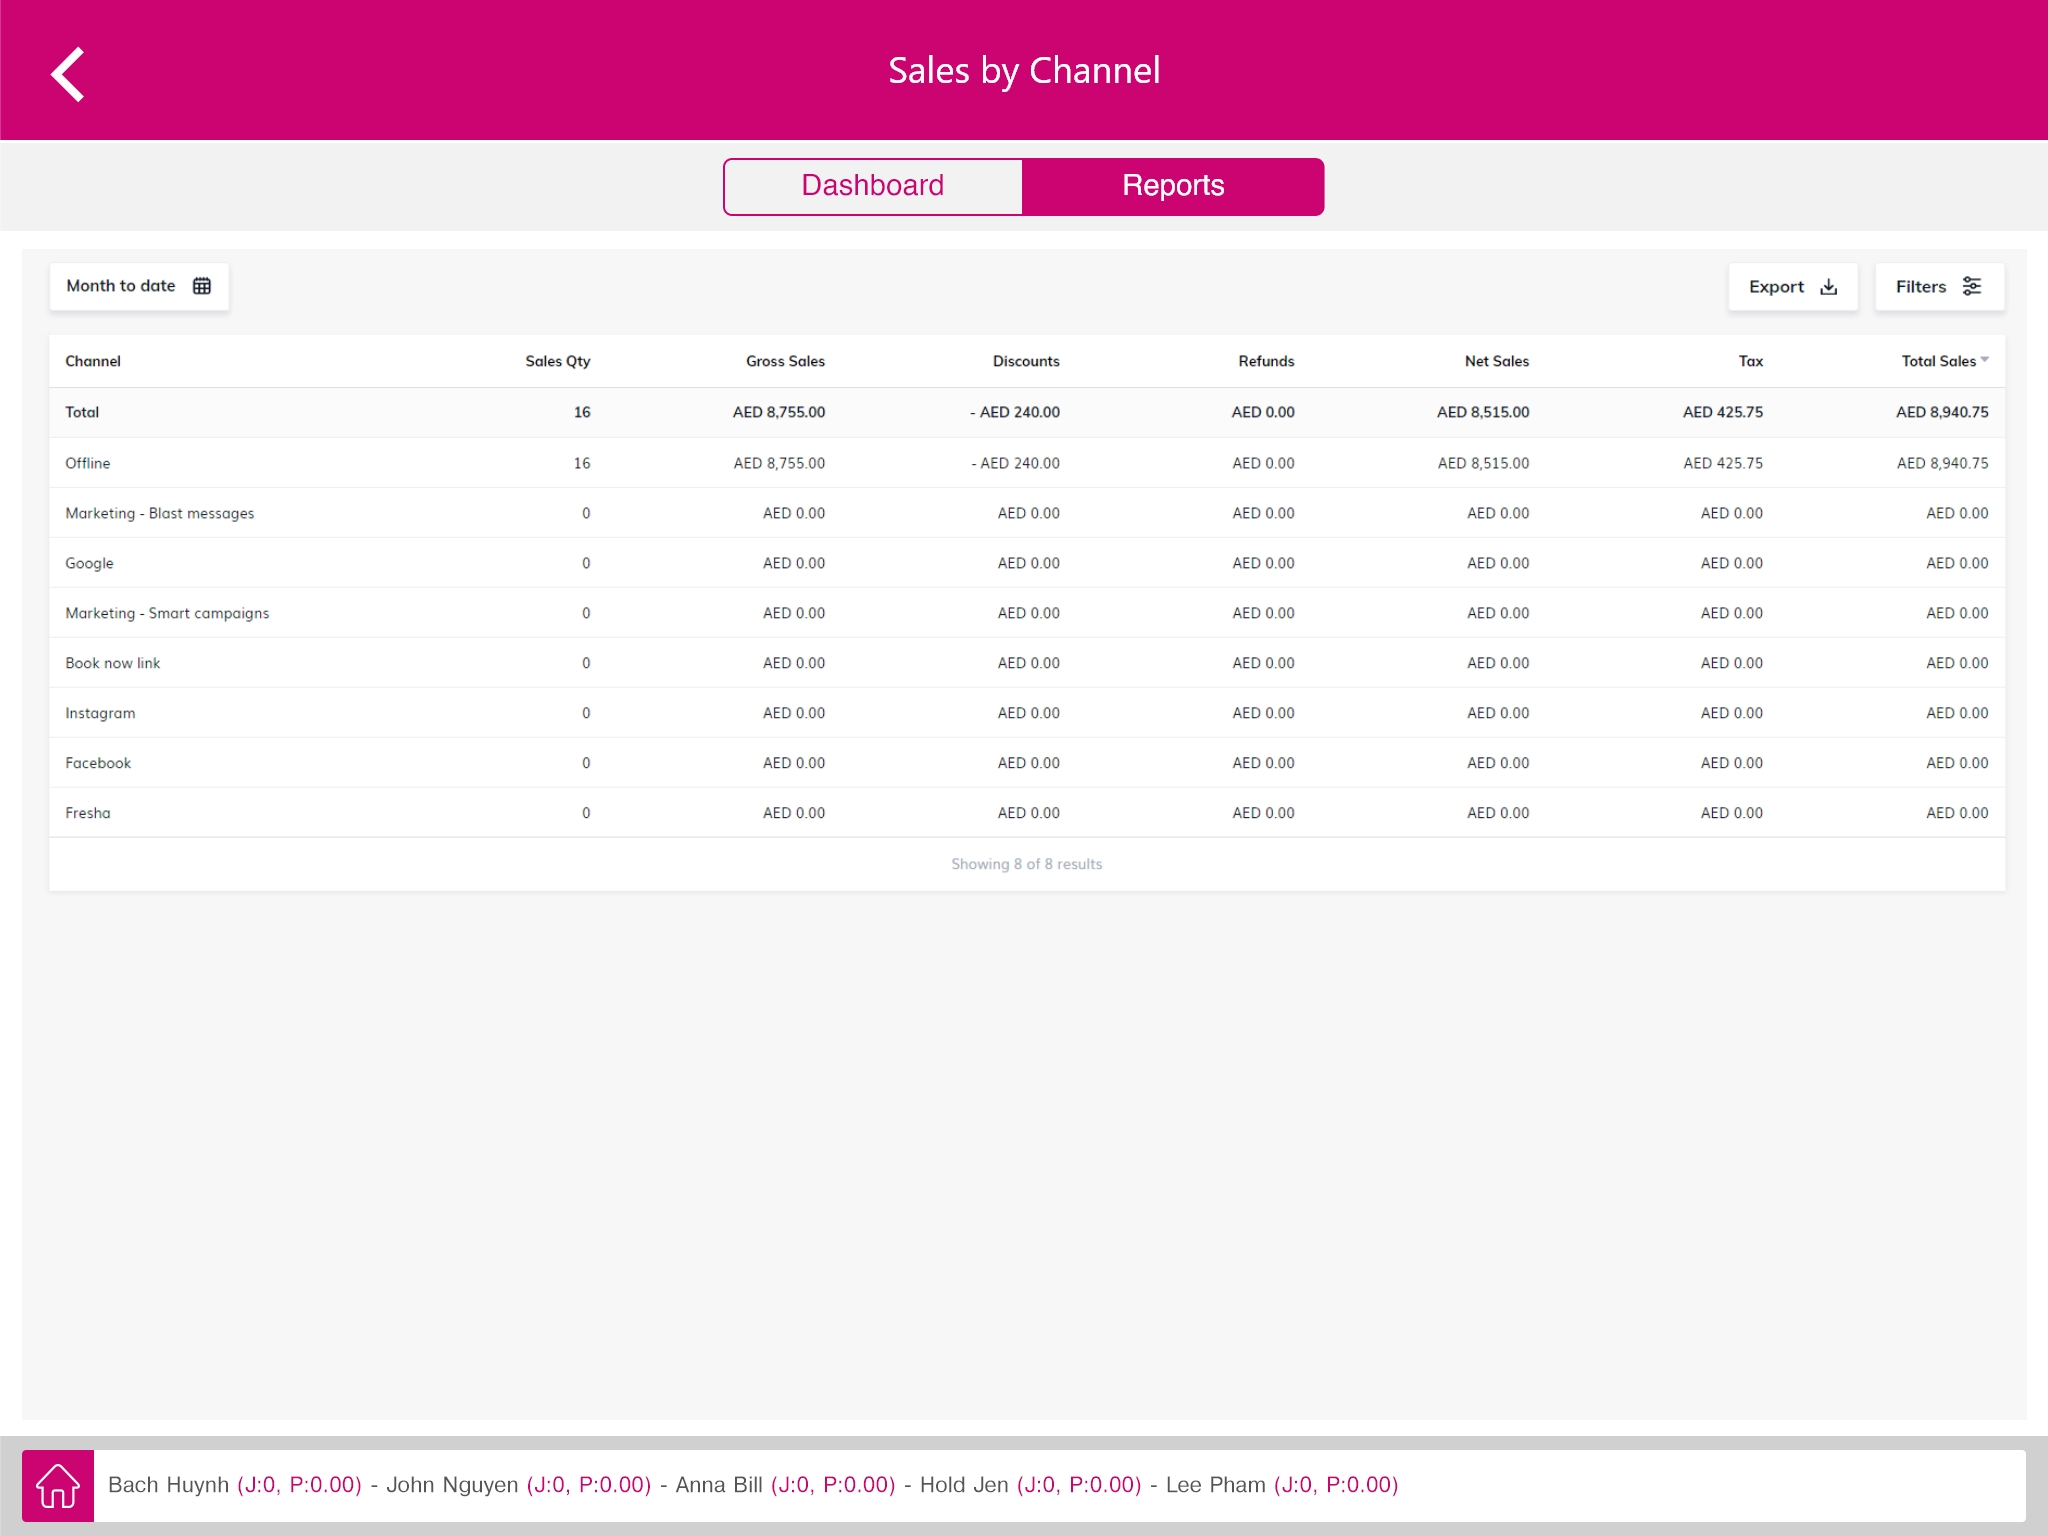 Sales by Channel
Dashboard Reports
Month to date Export Filters
Channel Sales Qty Gross Sales Discounts Refunds Net Sales Tax Total Sales
Total 16 AED 8,755.00 - AED 240.00 AED 0.00 AED 8,515.00 AED 425.75 AED 8,940.75
Offline 16 AED 8,755.00 - AED 240.00 AED 0.00 AED 8,515.00 AED 425.75 AED 8,940.75
Marketing - Blast messages 0 AED 0.00 AED 0.00 AED 0.00 AED 0.00 AED 0.00 AED 0.00
Google 0 AED 0.00 AED 0.00 AED 0.00 AED 0.00 AED 0.00 AED 0.00
Marketing - Smart campaigns 0 AED 0.00 AED 0.00 AED 0.00 AED 0.00 AED 0.00 AED 0.00
Book now link 0 AED 0.00 AED 0.00 AED 0.00 AED 0.00 AED 0.00 AED 0.00
Instagram 0 AED 0.00 AED 0.00 AED 0.00 AED 0.00 AED 0.00 AED 0.00
Facebook 0 AED 0.00 AED 0.00 AED 0.00 AED 0.00 AED 0.00 AED 0.00
Fresha 0 AED 0.00 AED 0.00 AED 0.00 AED 0.00 AED 0.00 AED 0.00
Showing 8 of 8 results
Bach Huynh (J:0, P:0.00) - John Nguyen (J:0, P:0.00) - Anna Bill (J:0, P:0.00) - Hold Jen (J:0, P:0.00) - Lee Pham (J:0, P:0.00)